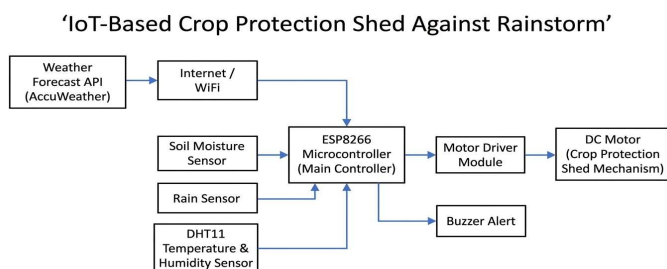 'IoT-Based Crop Protection Shed Against Rainstorm'
Weather
Forecast API
(AccuWeather)
Internet /
WiFi
Soil Moisture
Sensor
Rain Sensor
DHT11
Temperature &
Humidity Sensor
ESP8266
Microcontroller
(Main Controller)
Motor Driver
Module
DC Motor
(Crop Protection
Shed Mechanism)
Buzzer Alert